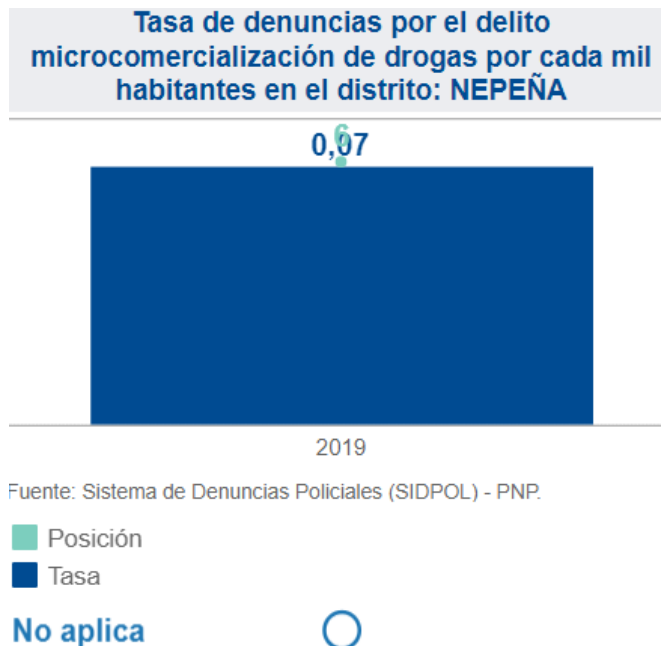 Tasa de denuncias por el delito
microcomercialización de drogas por cada mil
habitantes en el distrito: NEPEÑA
6
0,07
2019
Fuente: Sistema de Denuncias Policiales (SIDPOL) - PNP.
Posición
Tasa
No aplica